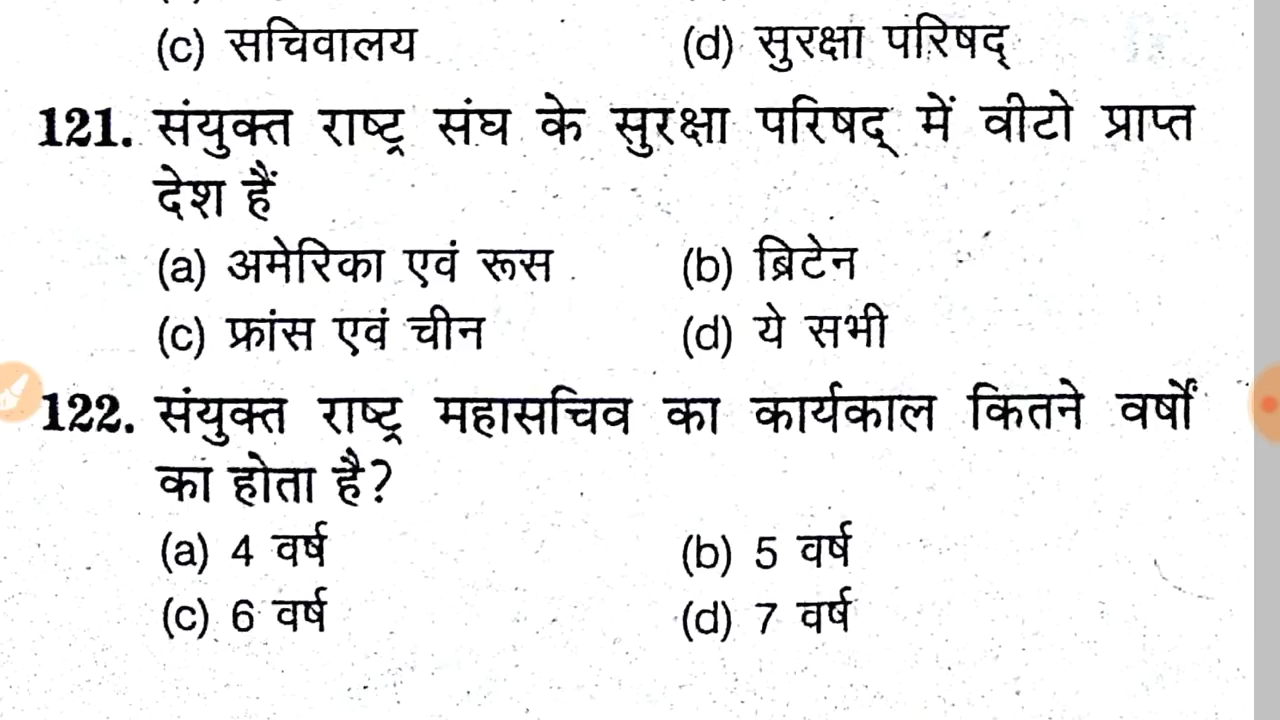 (c) सचिवालय (d) सुरक्षा परिषद्
121. संयुक्त राष्ट्र संघ के सुरक्षा परिषद् में वीटो प्राप्त
देश हैं
(a) अमेरिका एवं रूस (b) ब्रिटेन
(c) फ्रांस एवं चीन (d) ये सभी
122. संयुक्त राष्ट्र महासचिव का कार्यकाल कितने वर्षों
का होता है?
(a) 4 वर्ष (b) 5 वर्ष
(c) 6 वर्ष (d) 7 वर्ष